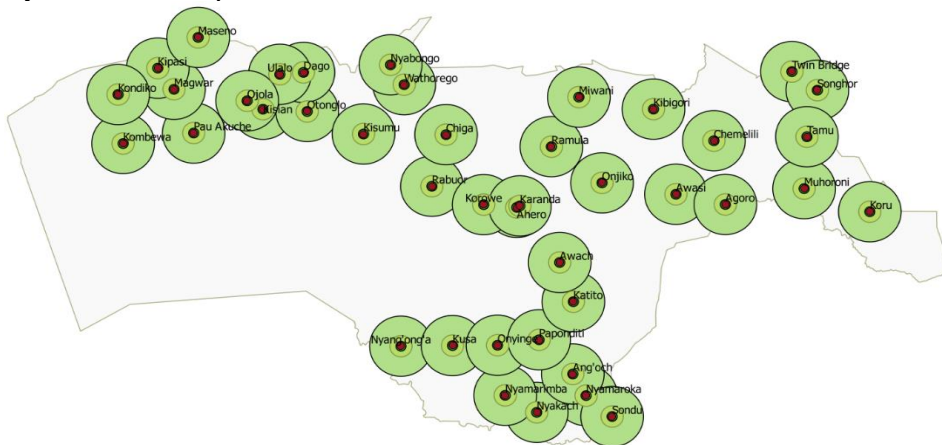 Maseno
Kipasi
Ulalo
Dago
Nyabongo
Twin Bridge
Kondiko
Magwar
Wathorego
Songhor
Ojola
Kisian
Otonglo
Miwani
Kibigori
Kombewa
Pau Akuche
Kisumu
Chiga
Ramula
Chemelili
Tamu
Rabuor
Onjiko
Awasi
Muhoroni
Korowe
Karanda
Ahero
Agoro
Koru
Awach
Katito
Nyang'ong'a
Kusa
Onyingo
Paponditi
Ang'och
Nyamarimba
Nyamaroka
Nyakach
Sondu